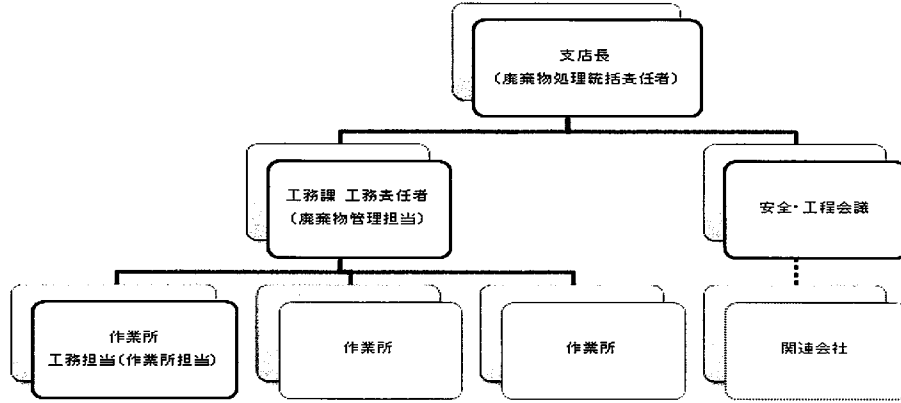 支店長
(廃棄物処理統括責任者)
工務課 工務責任者
(廃棄物管理担当)
安全・工程会議
作業所
工務担当(作業所担当)
作業所
作業所
関連会社